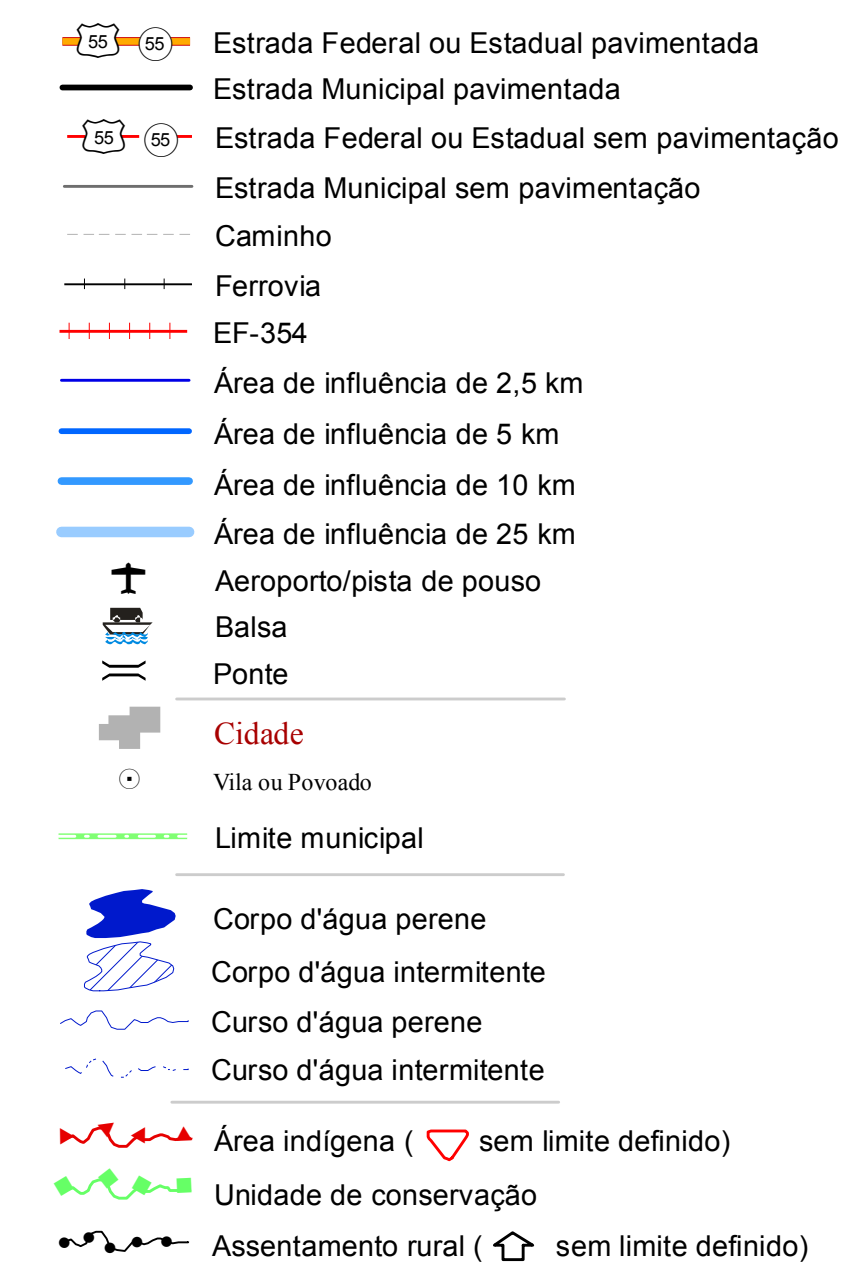 55 55 Estrada Federal ou Estadual pavimentada
Estrada Municipal pavimentada
55 55 Estrada Federal ou Estadual sem pavimentação
Estrada Municipal sem pavimentação
Caminho
Ferrovia
EF-354
Área de influência de 2,5 km
Área de influência de 5 km
Área de influência de 10 km
Área de influência de 25 km
Aeroporto/pista de pouso
Balsa
Ponte
Cidade
Vila ou Povoado
Limite municipal
Corpo d'água perene
Corpo d'água intermitente
Curso d'água perene
Curso d'água intermitente
Área indígena ( sem limite definido)
Unidade de conservação
Assentamento rural ( sem limite definido)